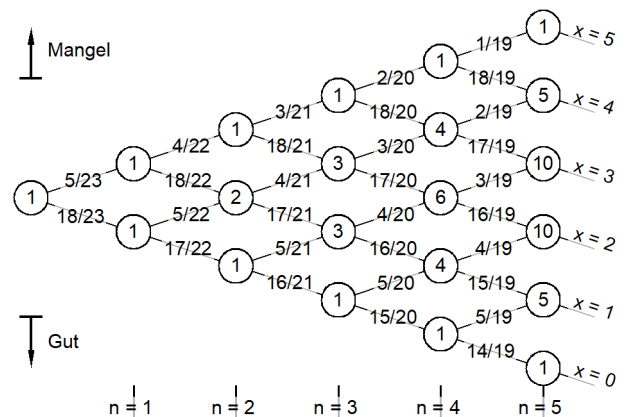 1 x = 5
Mangel 1/19
1
2/20 18/19
1 5 x = 4
3/21 18/20 2/19
1 4
4/22 18/21 3/20 17/19
1 3 10 x = 3
5/23 18/22 4/21 17/20 3/19
1 2 6
18/23 5/22 17/21 4/20 16/19
1 3 10 x = 2
17/22 5/21 16/20 4/19
1 4
16/21 5/20 15/19
1 5 x = 1
Gut 15/20 5/19
1
14/19
1 x = 0
n = 1 n = 2 n = 3 n = 4 n = 5